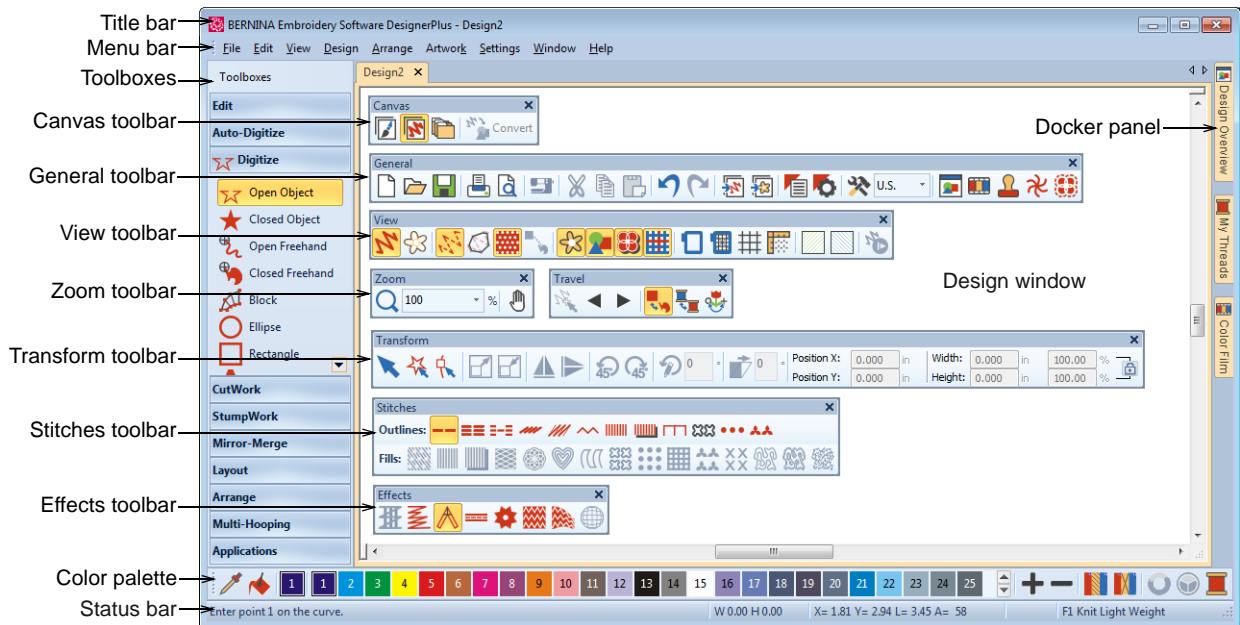 Title bar
BERNINA Embroidery Software DesignerPlus - Design2
Menu bar
File Edit View Design Arrange Artwork Settings Window Help
Toolboxes
Toolboxes
Design2
Edit
Canvas
Canvas toolbar
Convert
Auto-Digitize
Docker panel
Design Overview
Digitize
General
General toolbar
U.S.
Open Object
Closed Object
View
View toolbar
Open Freehand
My Threads
Closed Freehand
Zoom
Travel
Design window
Zoom toolbar
100 %
Block
Ellipse
Color Film
Transform
Transform toolbar
Rectangle
45 45 0 ° 0 °
Position X: 0.000 in Width: 0.000 in 100.00 %
Position Y: 0.000 in Height: 0.000 in 100.00 %
CutWork
StumpWork
Stitches
Stitches toolbar
Outlines:
Mirror-Merge
Fills:
Layout
Arrange
Effects
Effects toolbar
Multi-Hooping
Applications
Color palette
1 1 2 3 4 5 6 7 8 9 10 11 12 13 14 15 16 17 18 19 20 21 22 23 24 25
Status bar
Enter point 1 on the curve.
W 0.00 H 0.00
X= 1.81 Y= 2.94 L= 3.45 A= 58
F1 Knit Light Weight